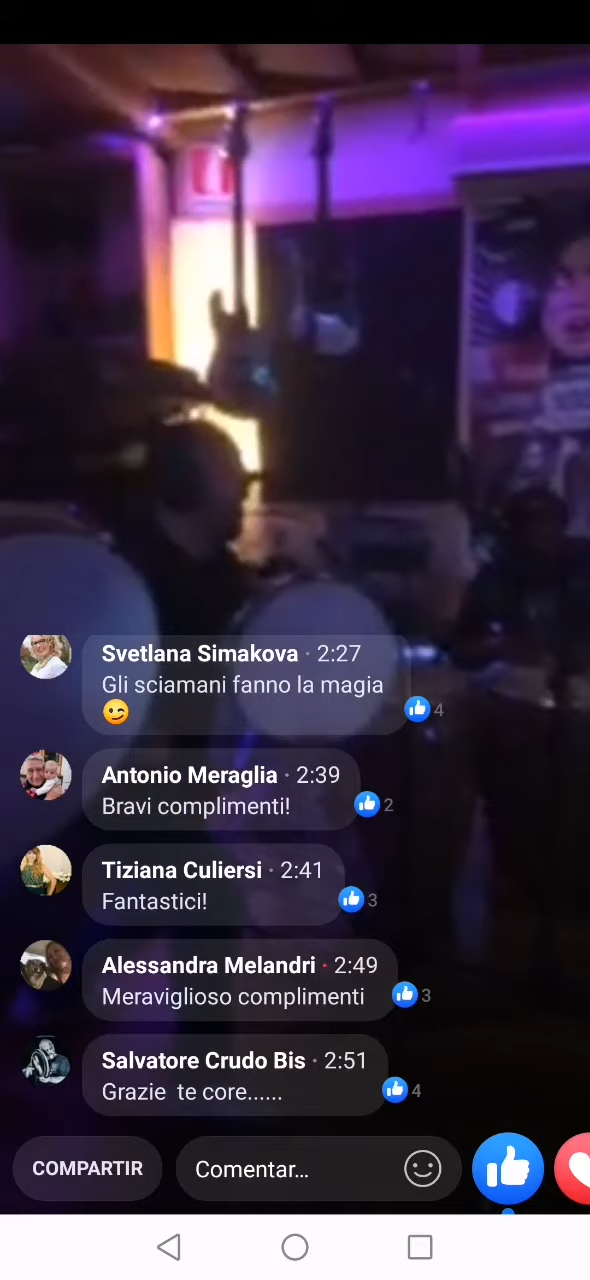 Svetlana Simakova · 2:27
Gli sciamani fanno la magia
😉
4
Antonio Meraglia · 2:39
Bravi complimenti!
2
Tiziana Culiersi · 2:41
Fantastici!
3
Alessandra Melandri · 2:49
Meraviglioso complimenti
3
Salvatore Crudo Bis · 2:51
Grazie  te core......
4
COMPARTIR
Comentar...